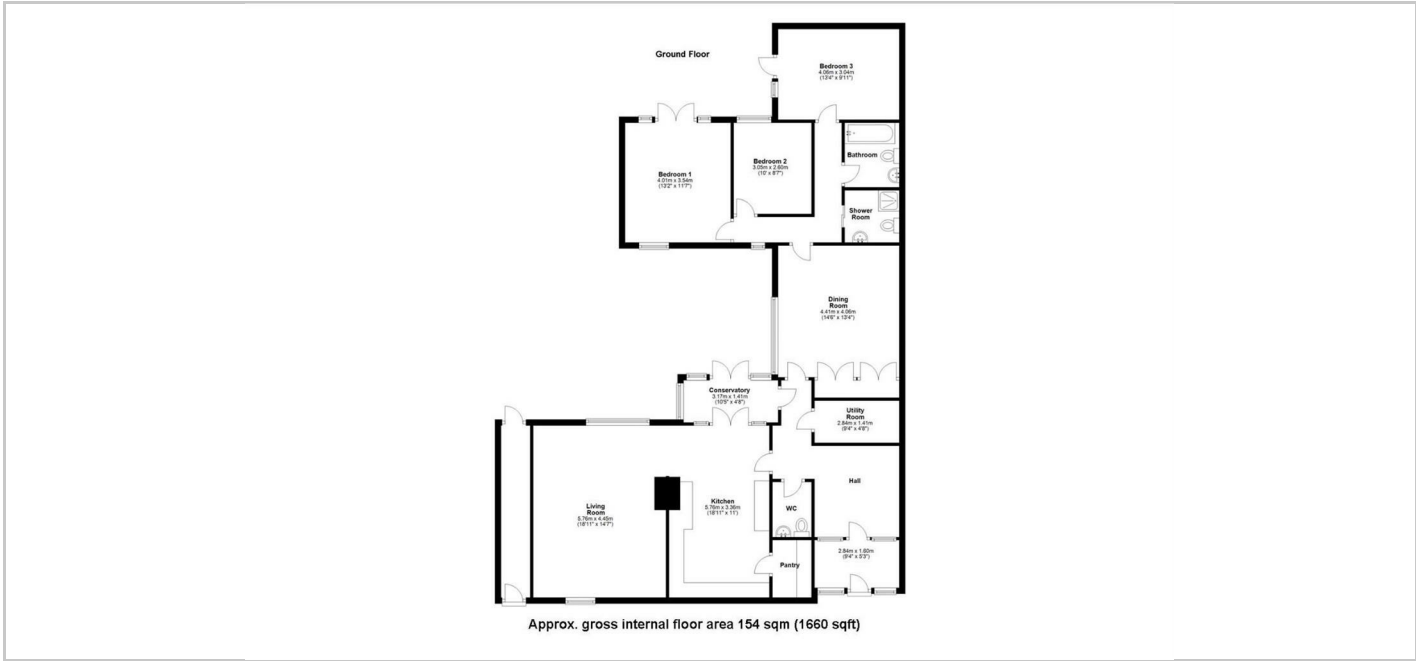 Ground Floor
Bedroom 3
4.06m x 3.04m
(13'4" x 9'11")
Bathroom
Bedroom 2
3.05m x 2.60m
(10' x 8'7")
Bedroom 1
4.01m x 3.54m
(13'2" x 11'7")
Shower
Room
Dining
Room
4.41m x 4.06m
(14'6" x 13'4")
Conservatory
3.17m x 1.41m
(10'5" x 4'8")
Utility
Room
2.84m x 1.41m
(9'4" x 4'8")
Hall
Living
Room
5.76m x 4.45m
(18'11" x 14'7")
Kitchen
5.76m x 3.36m
(18'11" x 11')
WC
2.84m x 1.60m
(9'4" x 5'3")
Pantry
Approx. gross internal floor area 154 sqm (1660 sqft)